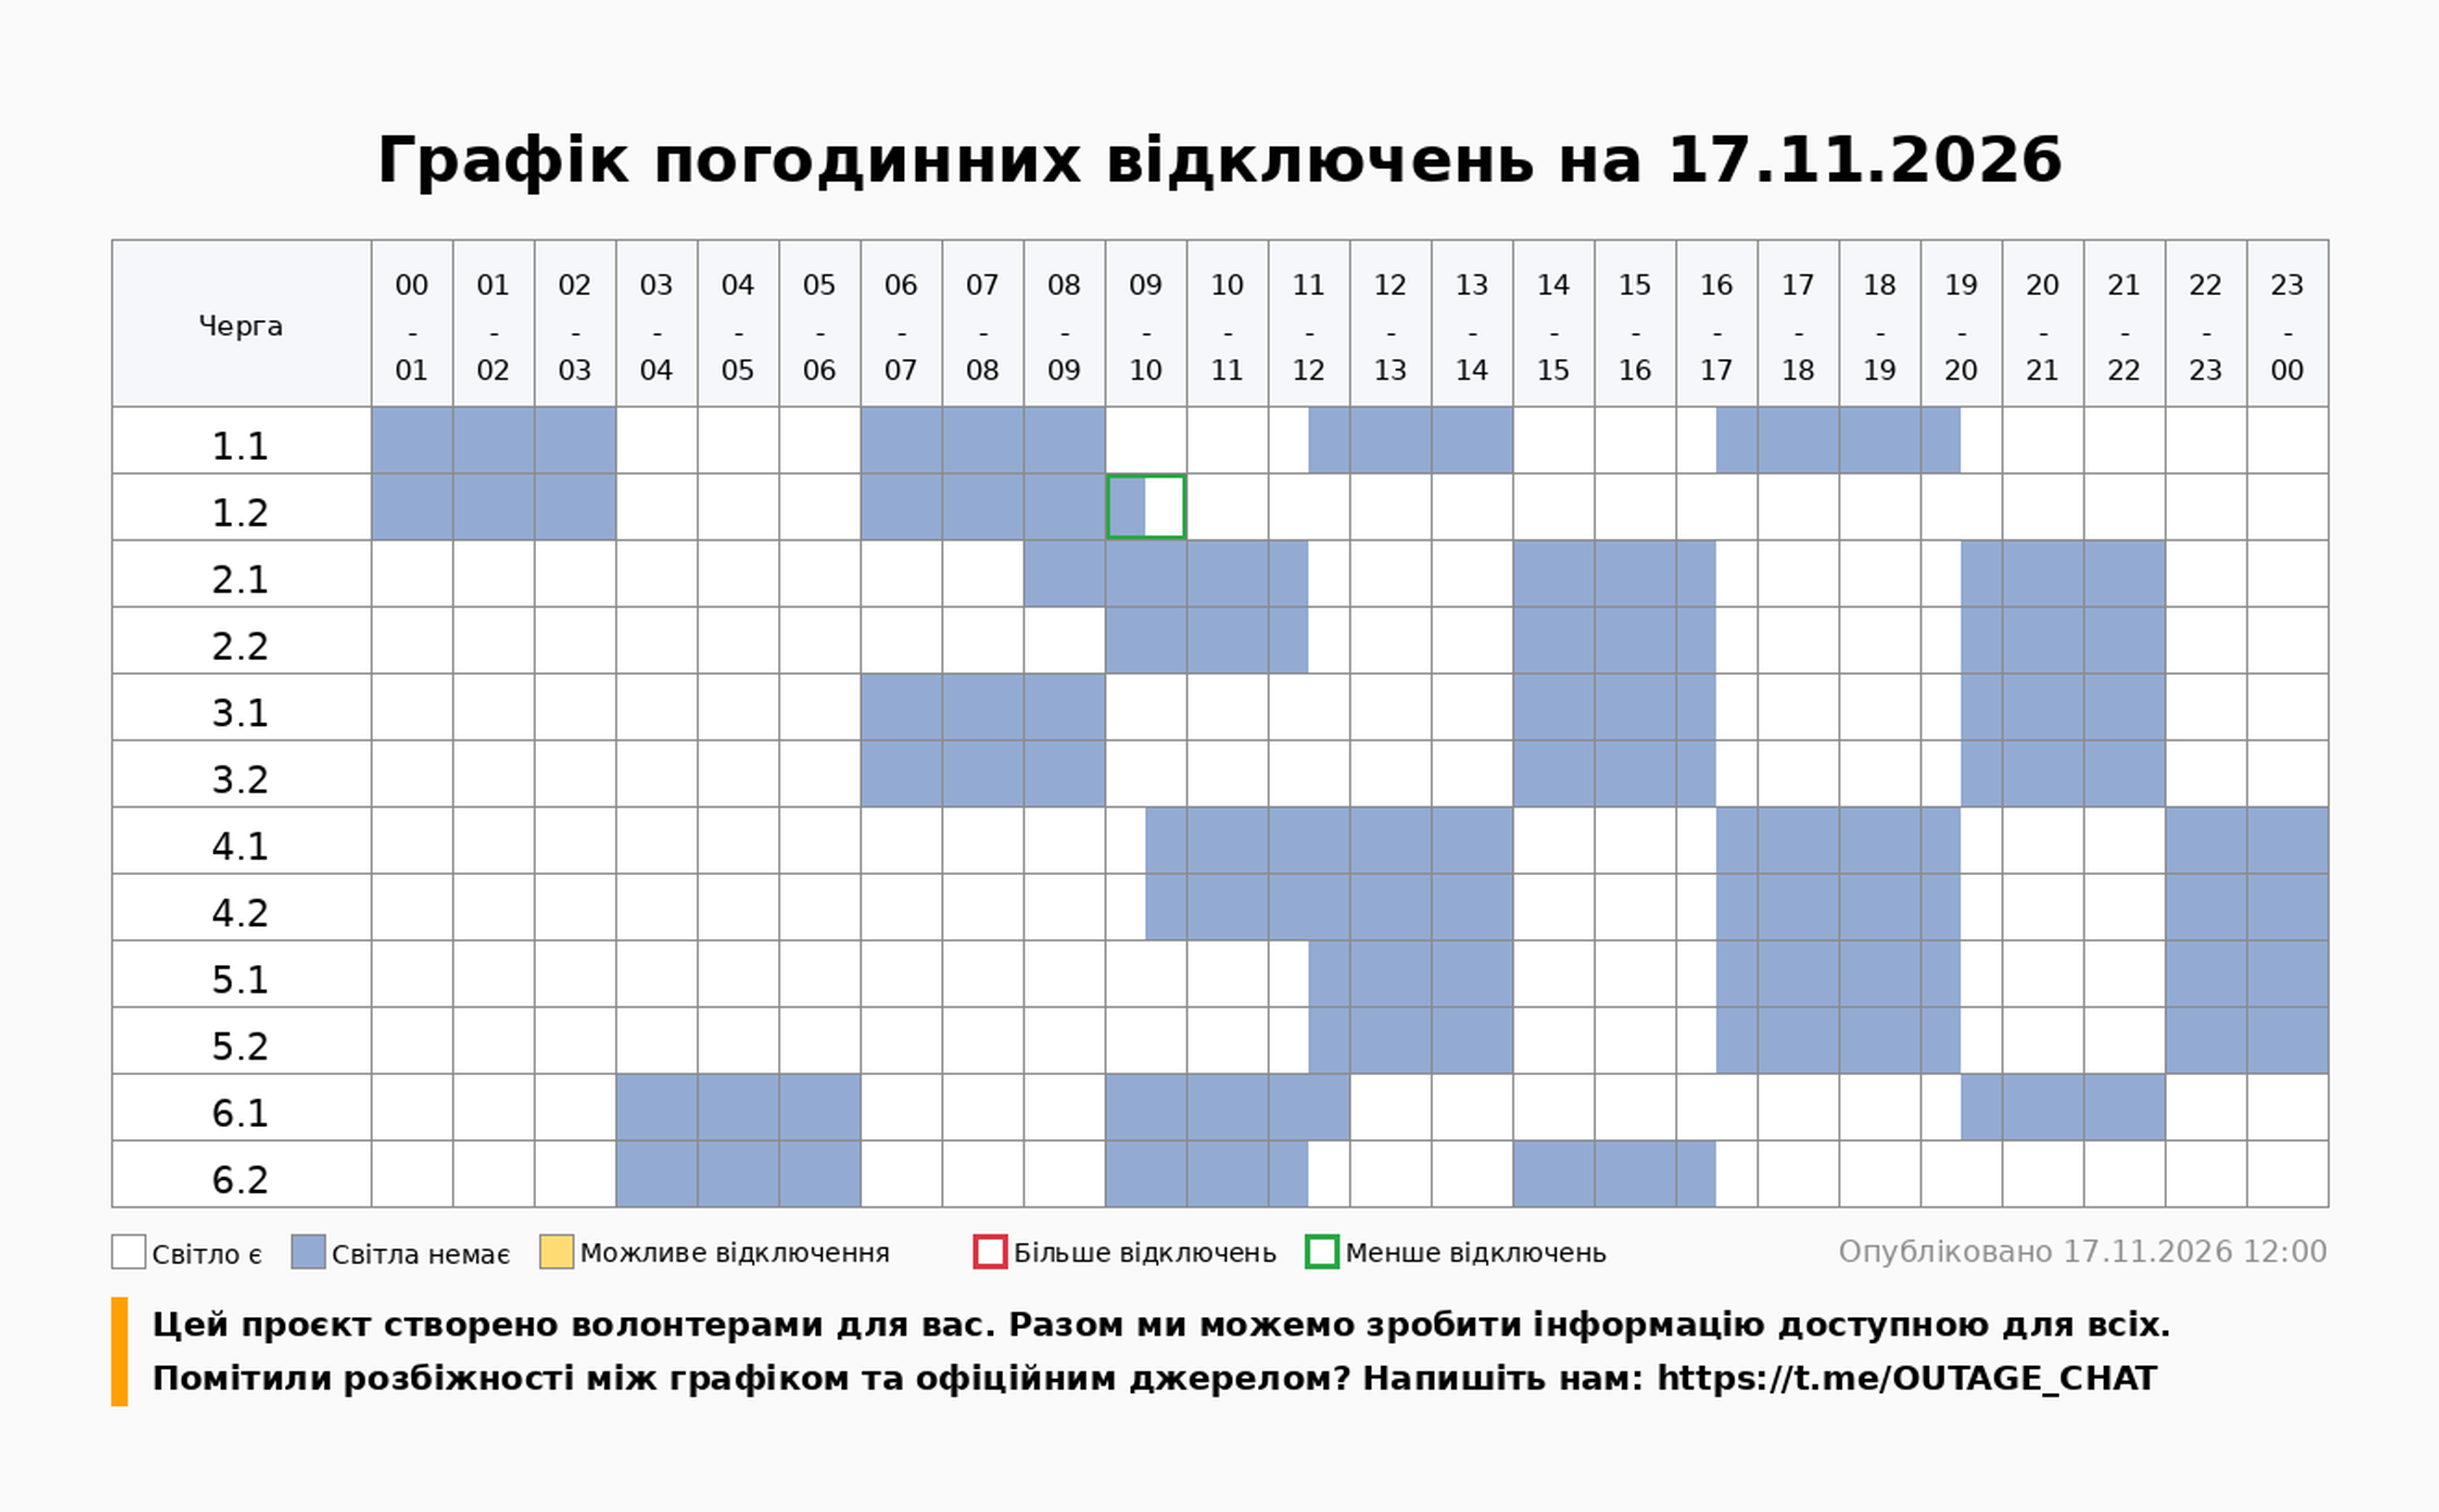 Графік погодинних відключень на 17.11.2026
Черга
00 - 01
01 - 02
02 - 03
03 - 04
04 - 05
05 - 06
06 - 07
07 - 08
08 - 09
09 - 10
10 - 11
11 - 12
12 - 13
13 - 14
14 - 15
15 - 16
16 - 17
17 - 18
18 - 19
19 - 20
20 - 21
21 - 22
22 - 23
23 - 00
1.1
1.2
2.1
2.2
3.1
3.2
4.1
4.2
5.1
5.2
6.1
6.2
Світло є Світла немає Можливе відключення Більше відключень Менше відключень Опубліковано 17.11.2026 12:00
Цей проєкт створено волонтерами для вас. Разом ми можемо зробити інформацію доступною для всіх.
Помітили розбіжності між графіком та офіційним джерелом? Напишіть нам: https://t.me/OUTAGE_CHAT